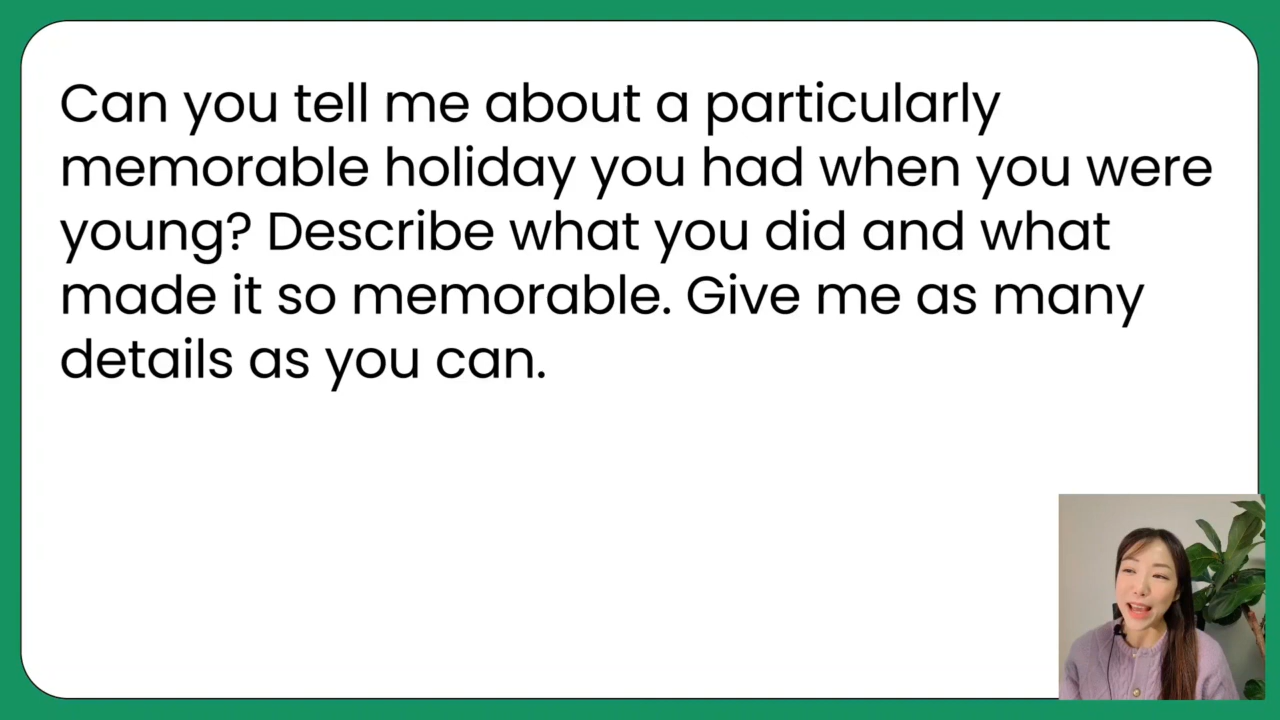 Can you tell me about a particularly
memorable holiday you had when you were
young? Describe what you did and what
made it so memorable. Give me as many
details as you can.